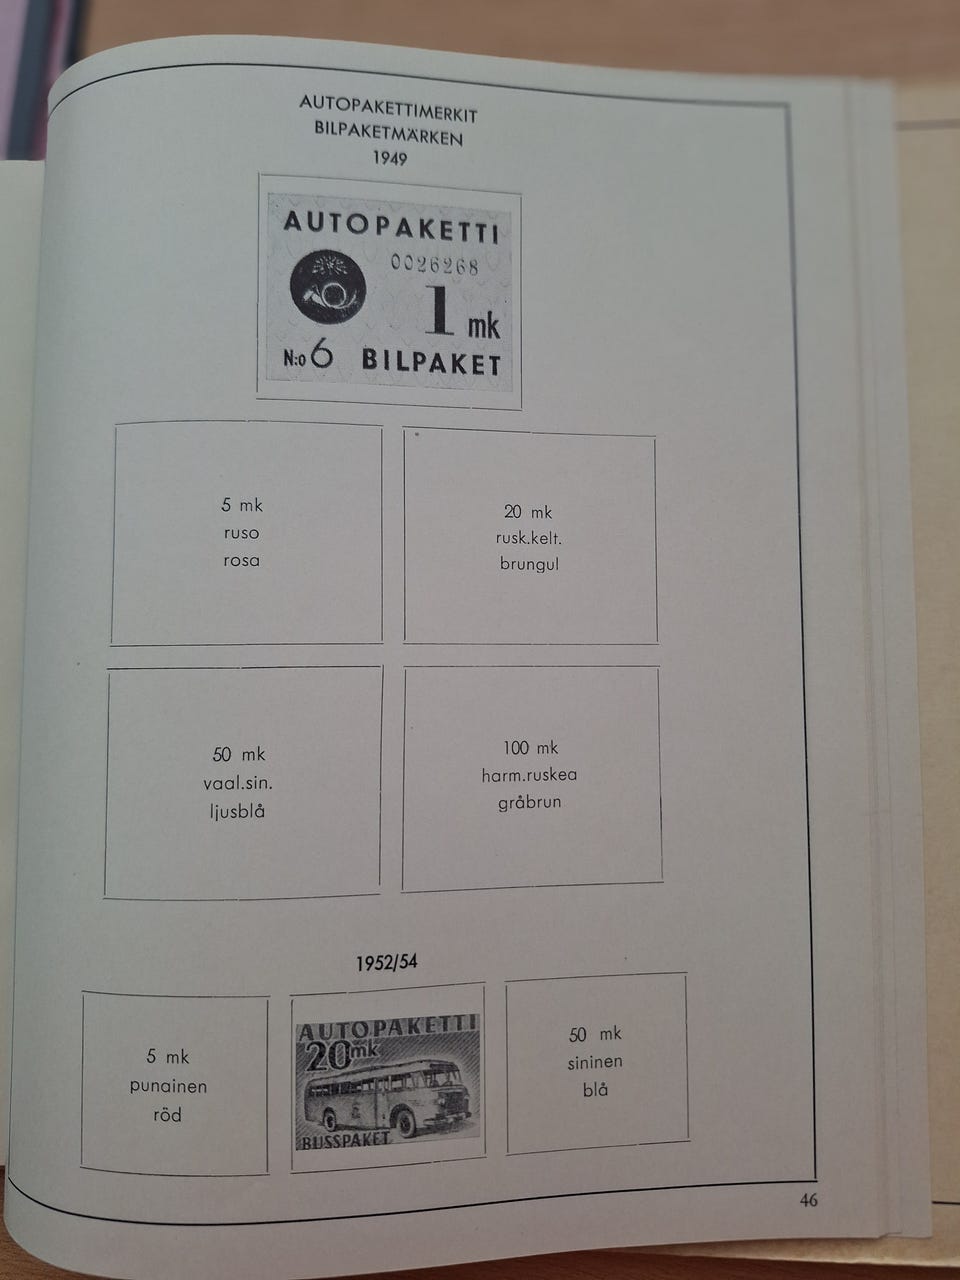 AUTOPAKETTIMERKIT
BILPAKETMÄRKEN
1949
AUTOPAKETTI
0026268
1 mk
N:o 6 BILPAKET
5 mk
ruso
rosa
20 mk
rusk.kelt.
brungul
50 mk
vaal.sin.
ljusblå
100 mk
harm.ruskea
gråbrun
1952/54
5 mk
punainen
röd
AUTOPAKETTI
20 mk
BUSSPAKET
50 mk
sininen
blå
46